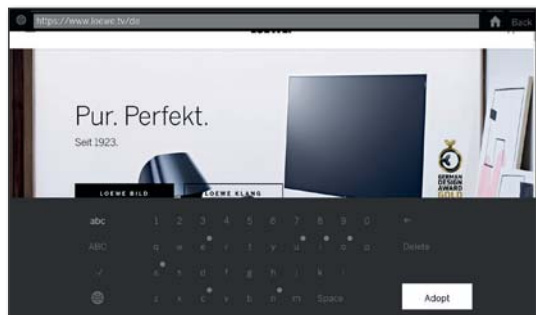 https://www.loewe.tv/de
Back
Pur. Perfekt.
Seit 1923.
GERMAN
DESIGN
AWARD
GOLD
LOEWE BILD
LOEWE KLANG
abc 1 2 3 4 5 6 7 8 9 0 ←
ABC q w e r t y u i o p Delete
a s d f g h j k l
z x c v b n m Space Adopt